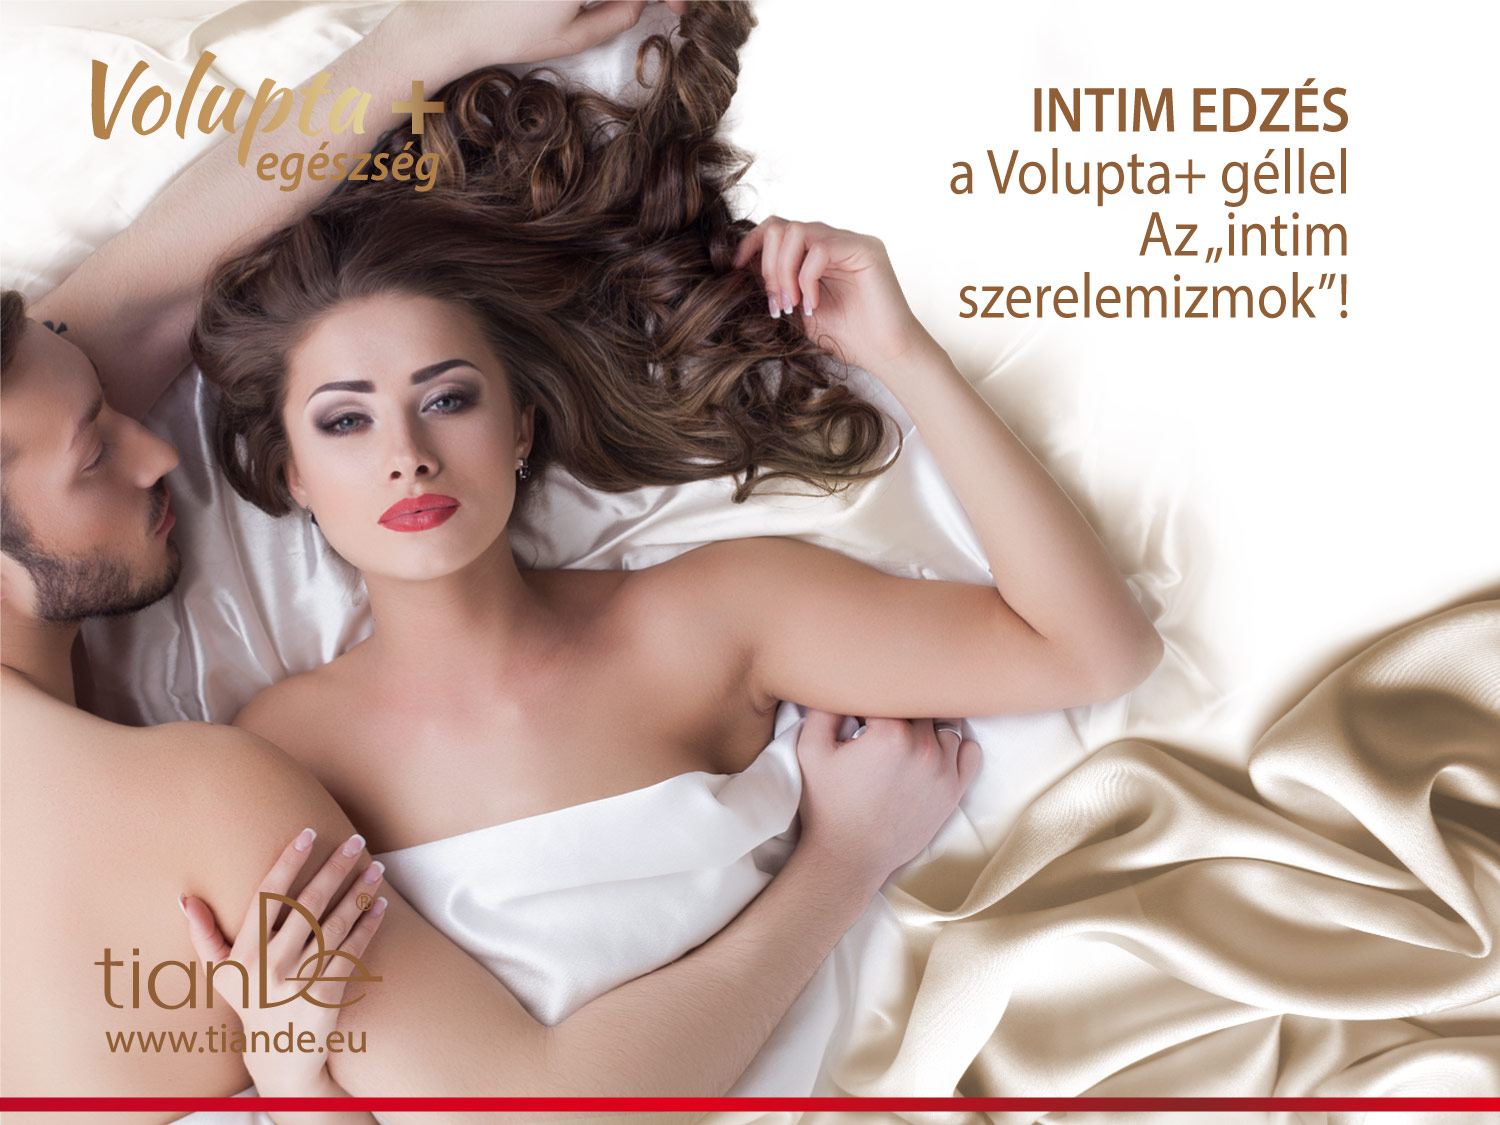 Volupta+
egészség
INTIM EDZÉS
a Volupta+ géllel
Az „intim
szerelemizmok”!
tianDe®
www.tiande.eu